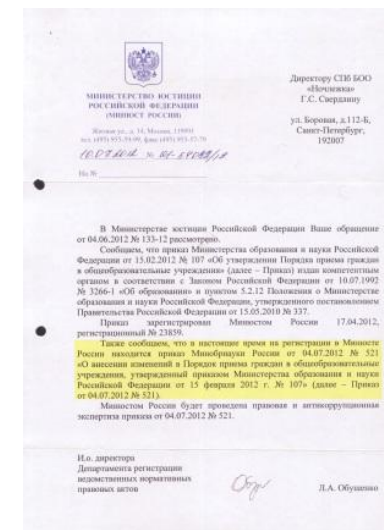 МИНИСТЕРСТВО ЮСТИЦИИ
РОССИЙСКОЙ ФЕДЕРАЦИИ
(МИНЮСТ РОССИИ)
Житная ул., д. 14, Москва, 119991
Директору СПб БОО
«Ночлежка»
Г.С. Свердлину
ул. Боровая, д.112-Б,
Санкт-Петербург,
192007
На №
В Министерстве юстиции Российской Федерации Ваше обращение
от 04.06.2012 № 133-12 рассмотрено.
Сообщаем, что приказ Министерства образования и науки Российской
Федерации от 15.02.2012 № 107 «Об утверждении Порядка приема граждан
в общеобразовательные учреждения» (далее – Приказ) издан компетентным
органом в соответствии с Законом Российской Федерации от 10.07.1992
№ 3266-1 «Об образовании» и пунктом 5.2.12 Положения о Министерстве
образования и науки Российской Федерации, утвержденного постановлением
Правительства Российской Федерации от 15.05.2010 № 337.
Приказ зарегистрирован Минюстом России 17.04.2012,
регистрационный № 23859.
Также сообщаем, что в настоящее время на регистрации в Минюсте
России находится приказ Минобрнауки России от 04.07.2012 № 521
«О внесении изменений в Порядок приема граждан в общеобразовательные
учреждения, утвержденный приказом Министерства образования и науки
Российской Федерации от 15 февраля 2012 г. № 107» (далее – Приказ
от 04.07.2012 № 521).
Минюстом России будет проведена правовая и антикоррупционная
экспертиза приказа от 04.07.2012 № 521.
И.о. директора
Департамента регистрации
ведомственных нормативных
правовых актов
Л.А. Обушенко